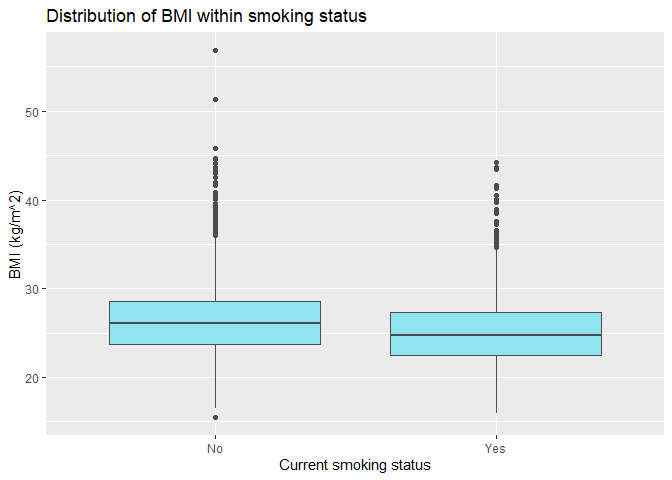 Distribution of BMI within smoking status
BMI (kg/m^2)
50
40
30
20
No Yes
Current smoking status